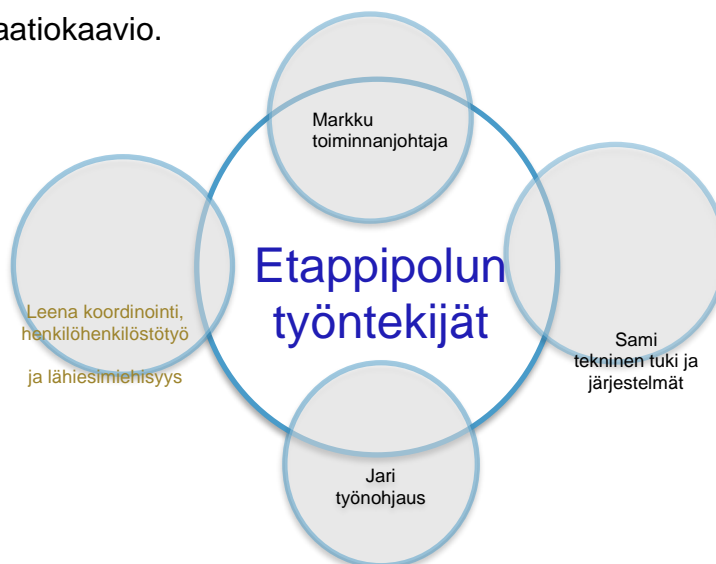 aatiokaavio.
Markku
toiminnanjohtaja
Etappipolun
työntekijät
Leena koordinointi,
henkilöhenkilöstötyö
ja lähiesimiehisyys
Sami
tekninen tuki ja
järjestelmät
Jari
työnohjaus